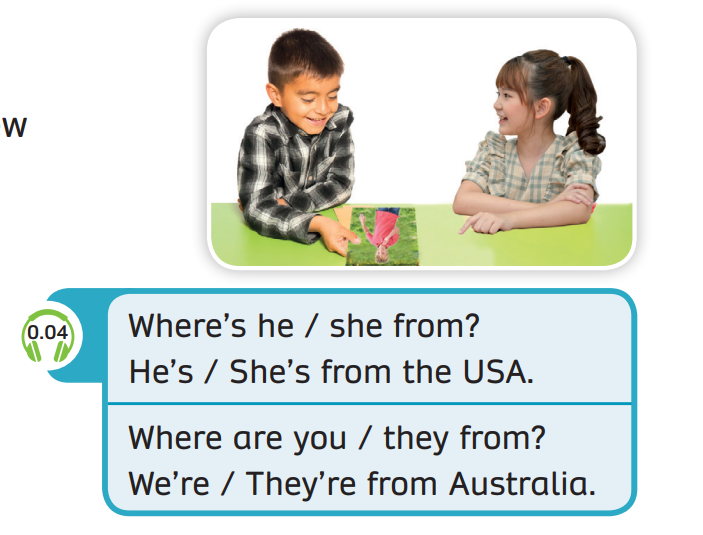 w
0.04
Where's he / she from?
He's / She's from the USA.
Where are you / they from?
We're / They're from Australia.